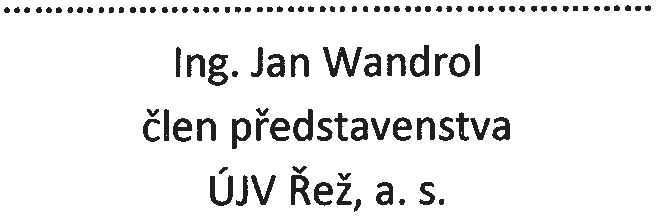 Ing. Jan Wandrol
člen představenstva
ÚJV Řež, a. s.